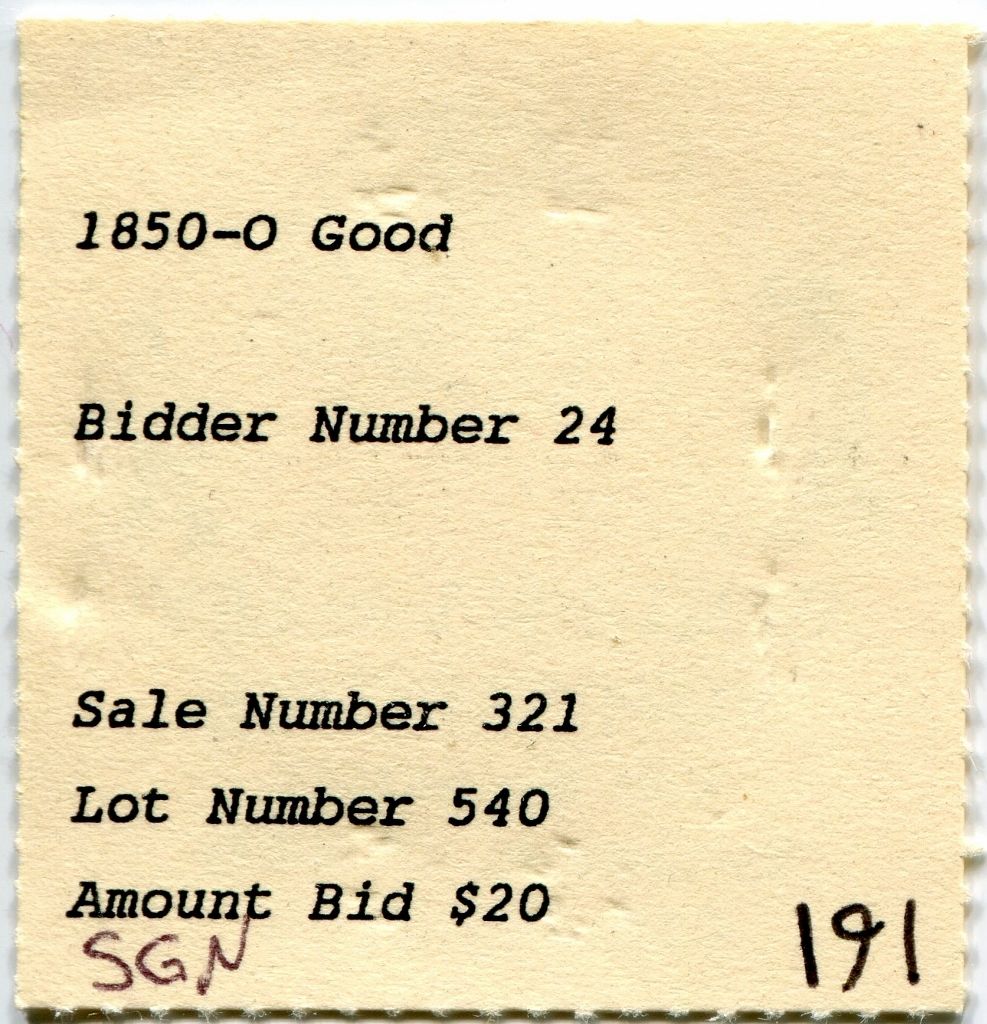 1850-O Good
Bidder Number 24
Sale Number 321
Lot Number 540
Amount Bid $20
SGN
191